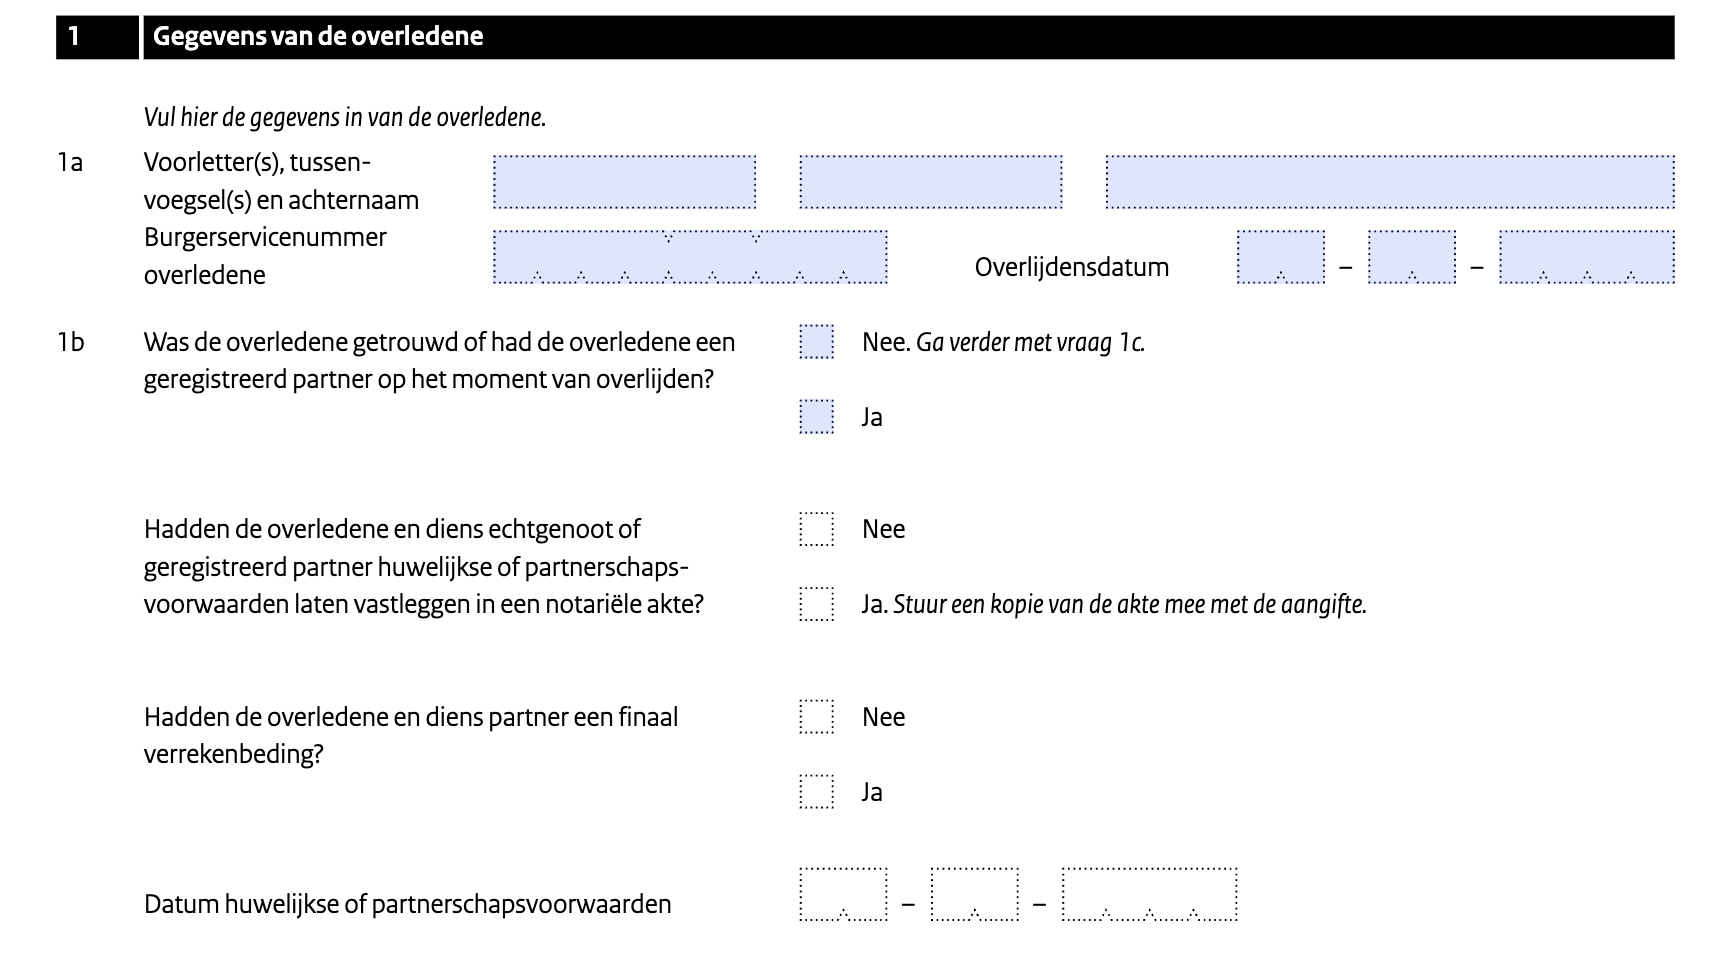 1 Gegevens van de overledene
Vul hier de gegevens in van de overledene.
1a Voorletter(s), tussen-
voegsel(s) en achternaam
Burgerservicenummer
overledene
Overlijdensdatum – –
1b Was de overledene getrouwd of had de overledene een
geregistreerd partner op het moment van overlijden?
Nee. Ga verder met vraag 1c.
Ja
Hadden de overledene en diens echtgenoot of
geregistreerd partner huwelijkse of partnerschaps-
voorwaarden laten vastleggen in een notariële akte?
Nee
Ja. Stuur een kopie van de akte mee met de aangifte.
Hadden de overledene en diens partner een finaal
verrekenbeding?
Nee
Ja
Datum huwelijkse of partnerschapsvoorwaarden – –